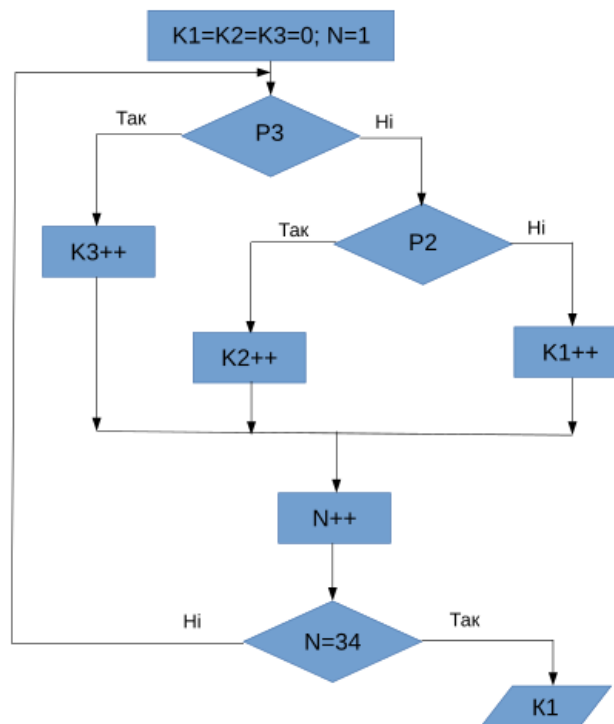 K1=K2=K3=0; N=1
Так
P3
Ні
K3++
Так
P2
Ні
K2++
K1++
N++
Ні
N=34
Так
K1